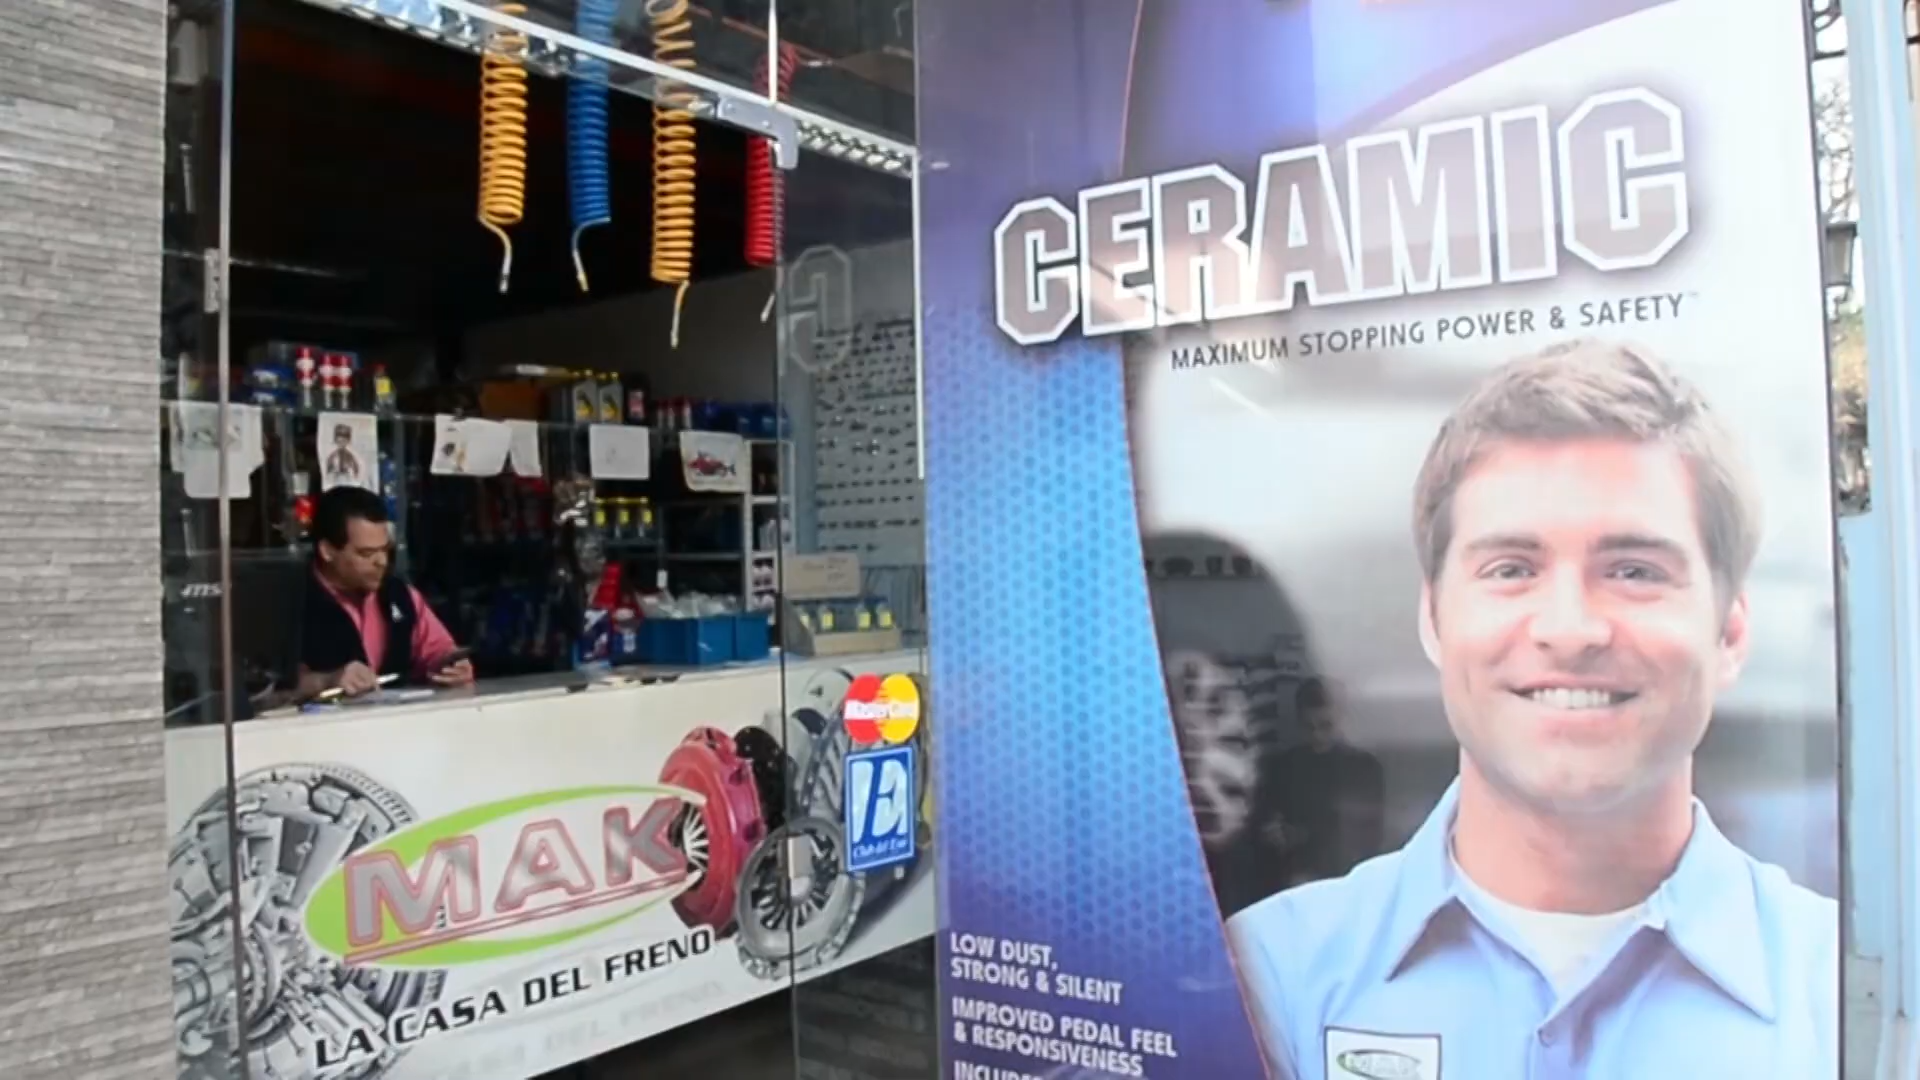 CERAMIC
MAXIMUM STOPPING POWER & SAFETY
MasterCard
MAK
LA CASA DEL FRENO
LOW DUST,
STRONG & SILENT
IMPROVED PEDAL FEEL
& RESPONSIVENESS